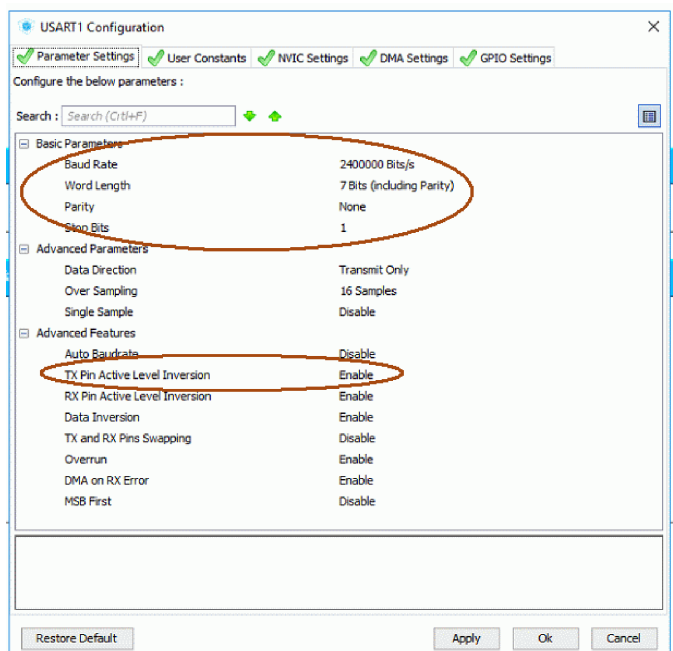 USART1 Configuration
Parameter Settings User Constants NVIC Settings DMA Settings GPIO Settings
Configure the below parameters :
Search : Search (Crtl+F)
Basic Parameters
Baud Rate 2400000 Bits/s
Word Length 7 Bits (including Parity)
Parity None
Stop Bits 1
Advanced Parameters
Data Direction Transmit Only
Over Sampling 16 Samples
Single Sample Disable
Advanced Features
Auto Baudrate Disable
TX Pin Active Level Inversion Enable
RX Pin Active Level Inversion Enable
Data Inversion Enable
TX and RX Pins Swapping Disable
Overrun Enable
DMA on RX Error Enable
MSB First Disable
Restore Default Apply Ok Cancel